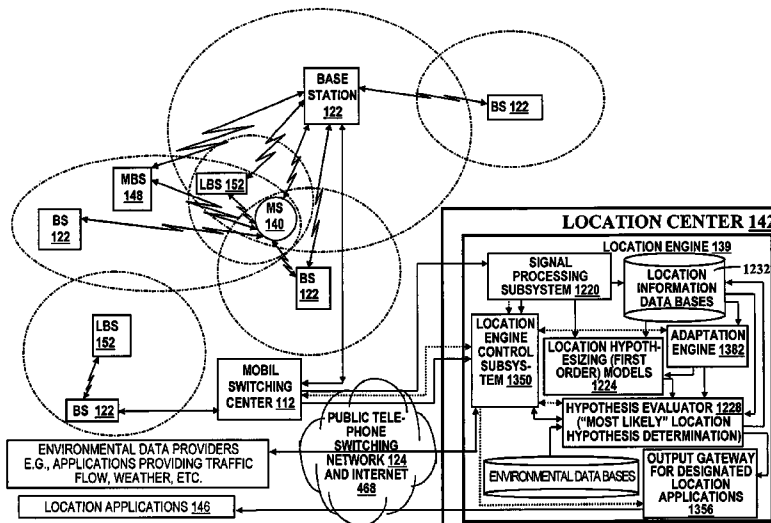 BASE
STATION
122
BS 122
MBS
148
LBS 152
MS
140
BS
122
BS
122
LBS
152
BS 122
MOBIL
SWITCHING
CENTER 112
PUBLIC TELE-
PHONE
SWITCHING
NETWORK 124
AND INTERNET
468
ENVIRONMENTAL DATA PROVIDERS
E.G., APPLICATIONS PROVIDING TRAFFIC
FLOW, WEATHER, ETC.
LOCATION APPLICATIONS 146
LOCATION CENTER 142
LOCATION ENGINE 139
1232
SIGNAL
PROCESSING
SUBSYSTEM 1220
LOCATION
INFORMATION
DATA BASES
LOCATION
ENGINE
CONTROL
SUBSYS-
TEM 1350
LOCATION HYPOTH-
ESIZING (FIRST
ORDER) MODELS
1224
ADAPTATION
ENGINE 1382
HYPOTHESIS EVALUATOR 1228
("MOST LIKELY" LOCATION
HYPOTHESIS DETERMINATION)
ENVIRONMENTAL DATA BASES
OUTPUT GATEWAY
FOR DESIGNATED
LOCATION
APPLICATIONS
1356